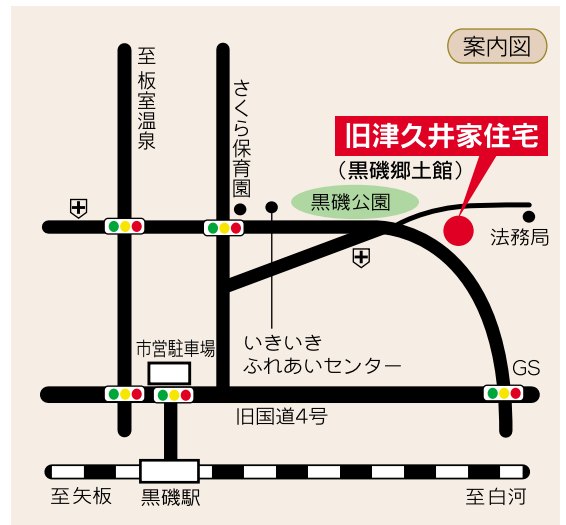 案内図
至板室温泉
さくら保育園
旧津久井家住宅
（黒磯郷土館）
黒磯公園
法務局
いきいき
ふれあいセンター
市営駐車場
GS
旧国道4号
至矢板
黒磯駅
至白河